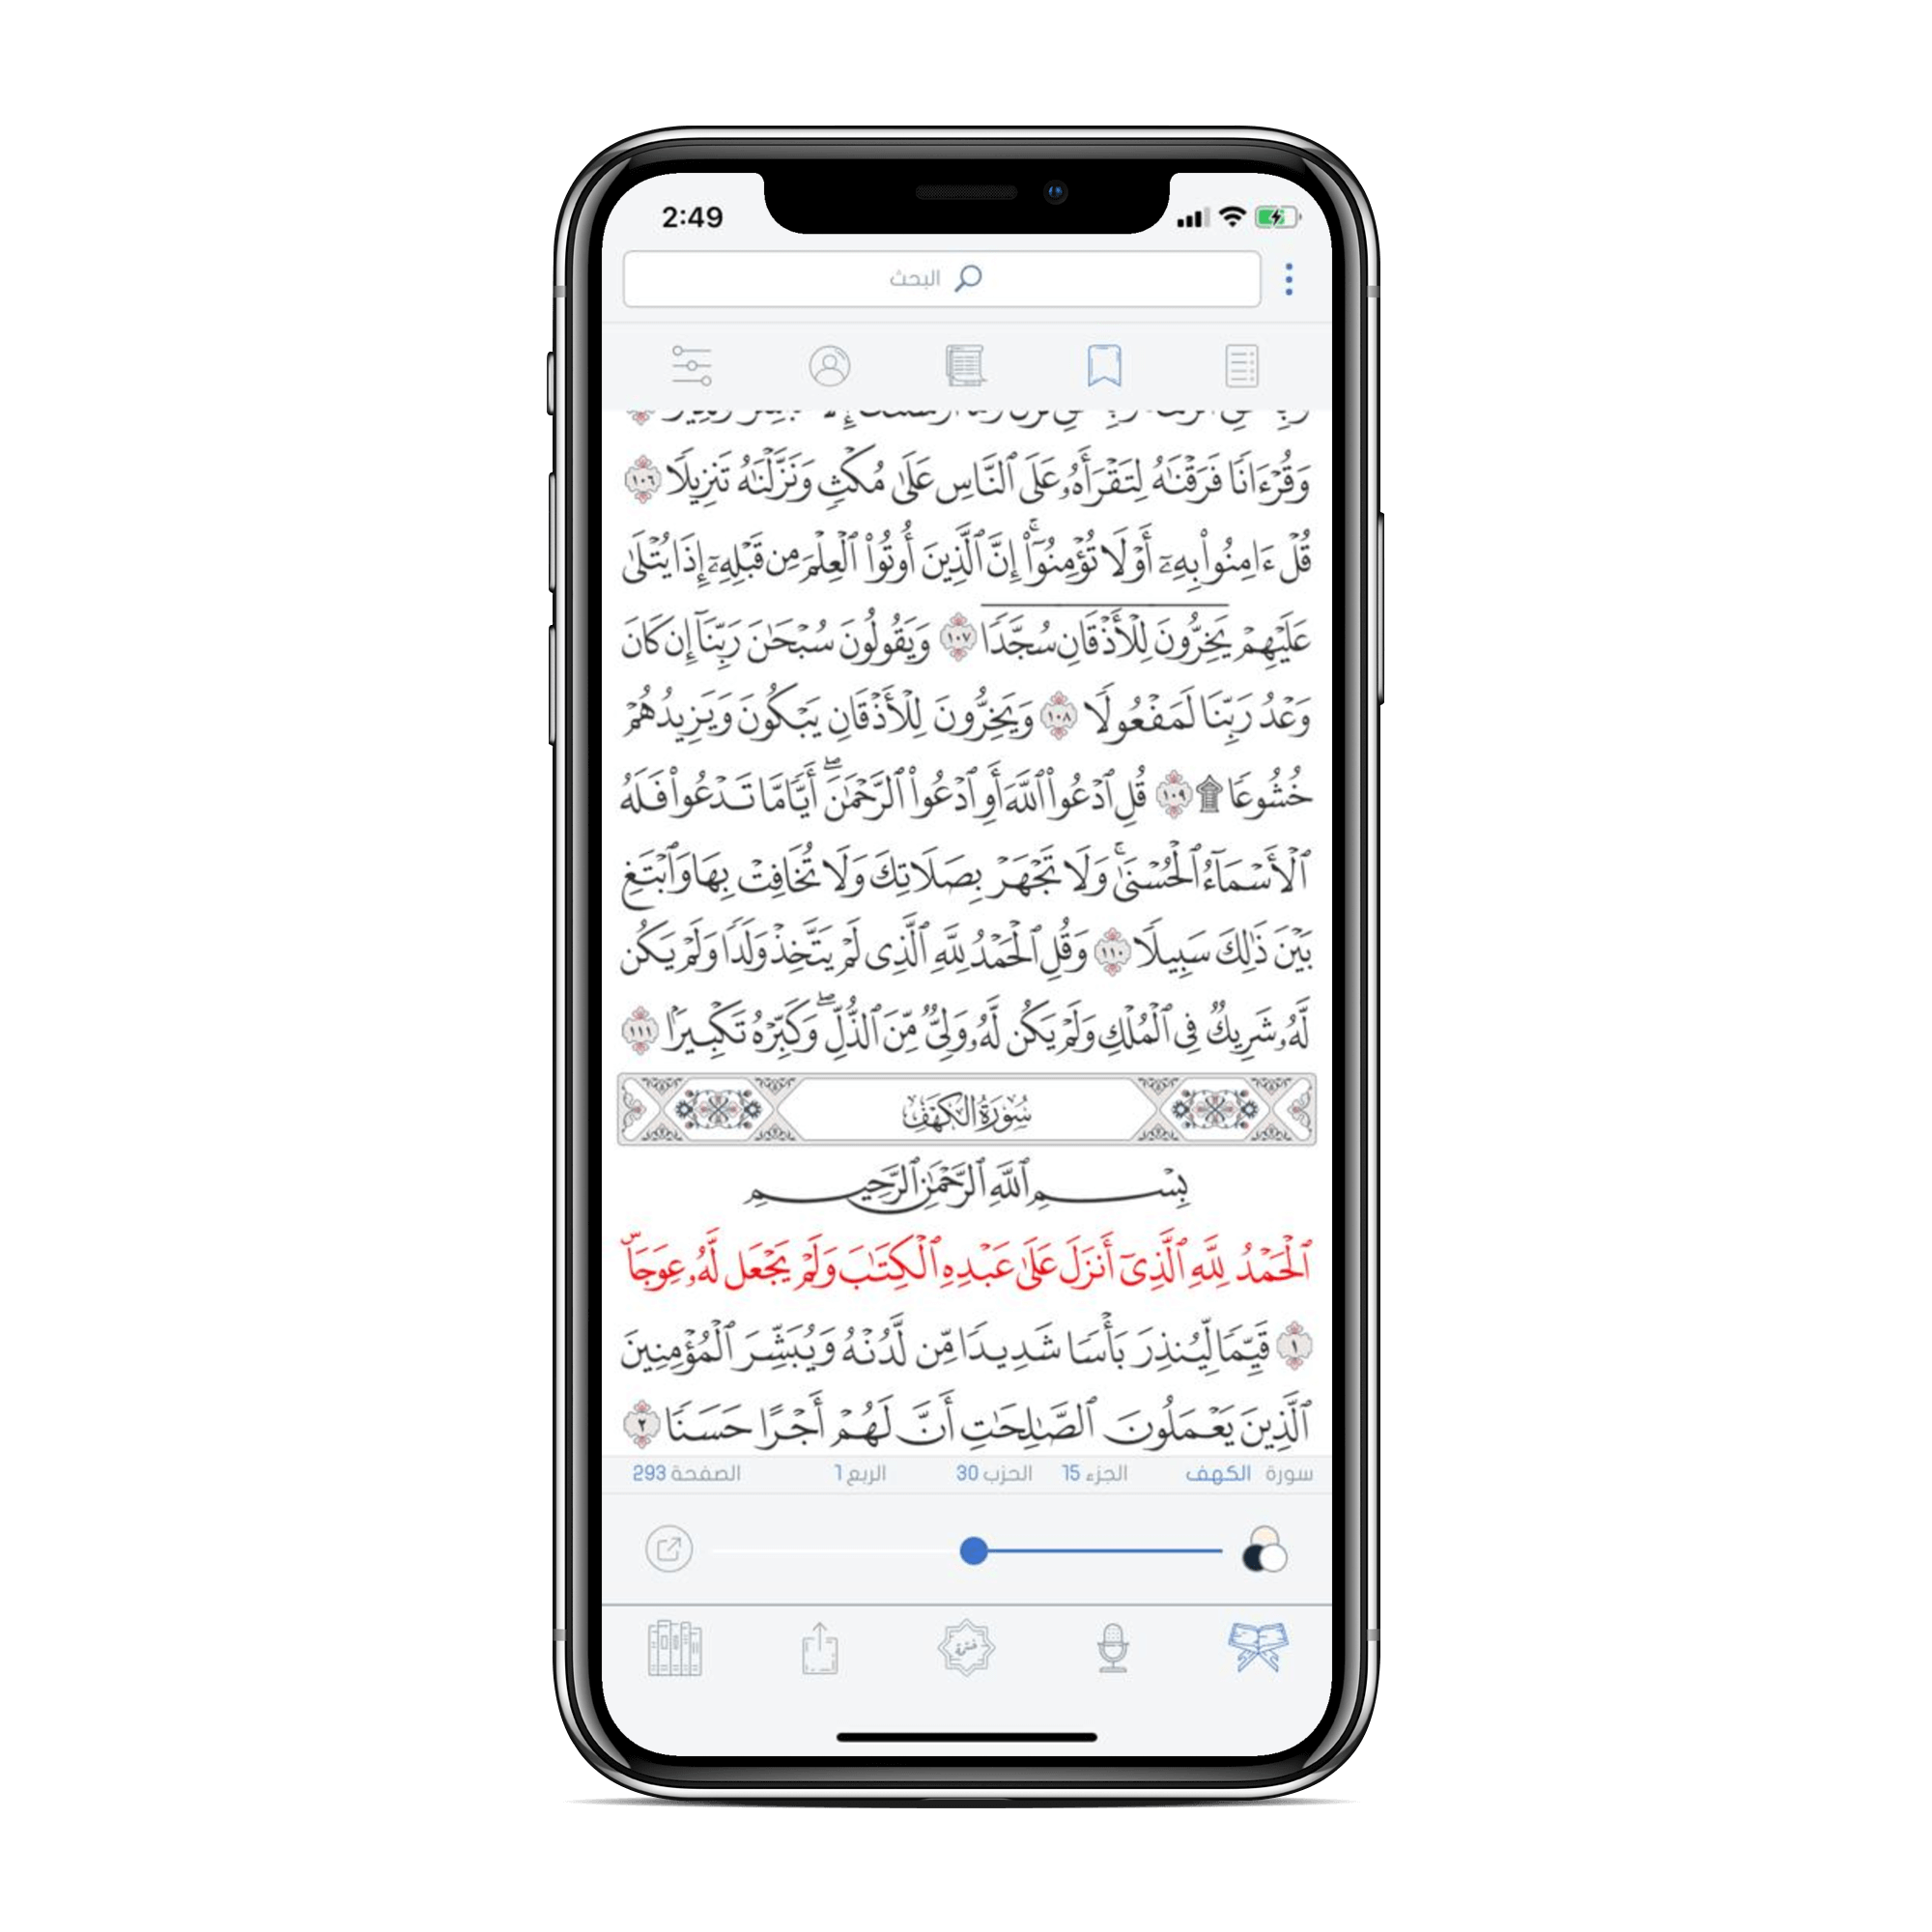 2:49
البحث
وَقُرْءَانًا فَرَقْنَٰهُ لِتَقْرَأَهُۥ عَلَى ٱلنَّاسِ عَلَىٰ مُكْثٍ وَنَزَّلْنَٰهُ تَنزِيلًا ١٠٦
قُلْ ءَامِنُوا۟ بِهِۦٓ أَوْ لَا تُؤْمِنُوٓا۟ ۚ إِنَّ ٱلَّذِينَ أُوتُوا۟ ٱلْعِلْمَ مِن قَبْلِهِۦٓ إِذَا يُتْلَىٰ
عَلَيْهِمْ يَخِرُّونَ لِلْأَذْقَانِ سُجَّدًا ١٠٧ وَيَقُولُونَ سُبْحَٰنَ رَبِّنَآ إِن كَانَ
وَعْدُ رَبِّنَا لَمَفْعُولًا ١٠٨ وَيَخِرُّونَ لِلْأَذْقَانِ يَبْكُونَ وَيَزِيدُهُمْ
خُشُوعًا ۩ ١٠٩ قُلِ ٱدْعُوا۟ ٱللَّهَ أَوِ ٱدْعُوا۟ ٱلرَّحْمَٰنَ ۖ أَيًّا مَّا تَدْعُوا۟ فَلَهُ
ٱلْأَسْمَآءُ ٱلْحُسْنَىٰ ۚ وَلَا تَجْهَرْ بِصَلَاتِكَ وَلَا تُخَافِتْ بِهَا وَٱبْتَغِ
بَيْنَ ذَٰلِكَ سَبِيلًا ١١٠ وَقُلِ ٱلْحَمْدُ لِلَّهِ ٱلَّذِى لَمْ يَتَّخِذْ وَلَدًا وَلَمْ يَكُن
لَّهُۥ شَرِيكٌ فِى ٱلْمُلْكِ وَلَمْ يَكُن لَّهُۥ وَلِىٌّ مِّنَ ٱلذُّلِّ ۖ وَكَبِّرْهُ تَكْبِيرًۢا ١١١
سُورَةُ الكَهْفِ
بِسْمِ ٱللَّهِ ٱلرَّحْمَٰنِ ٱلرَّحِيمِ
ٱلْحَمْدُ لِلَّهِ ٱلَّذِىٓ أَنزَلَ عَلَىٰ عَبْدِهِ ٱلْكِتَٰبَ وَلَمْ يَجْعَل لَّهُۥ عِوَجَاۜ
١ قَيِّمًا لِّيُنذِرَ بَأْسًا شَدِيدًا مِّن لَّدُنْهُ وَيُبَشِّرَ ٱلْمُؤْمِنِينَ
ٱلَّذِينَ يَعْمَلُونَ ٱلصَّٰلِحَٰتِ أَنَّ لَهُمْ أَجْرًا حَسَنًا ٢
سورة الكهف الجزء 15 الحزب 30 الربع 1 الصفحة 293